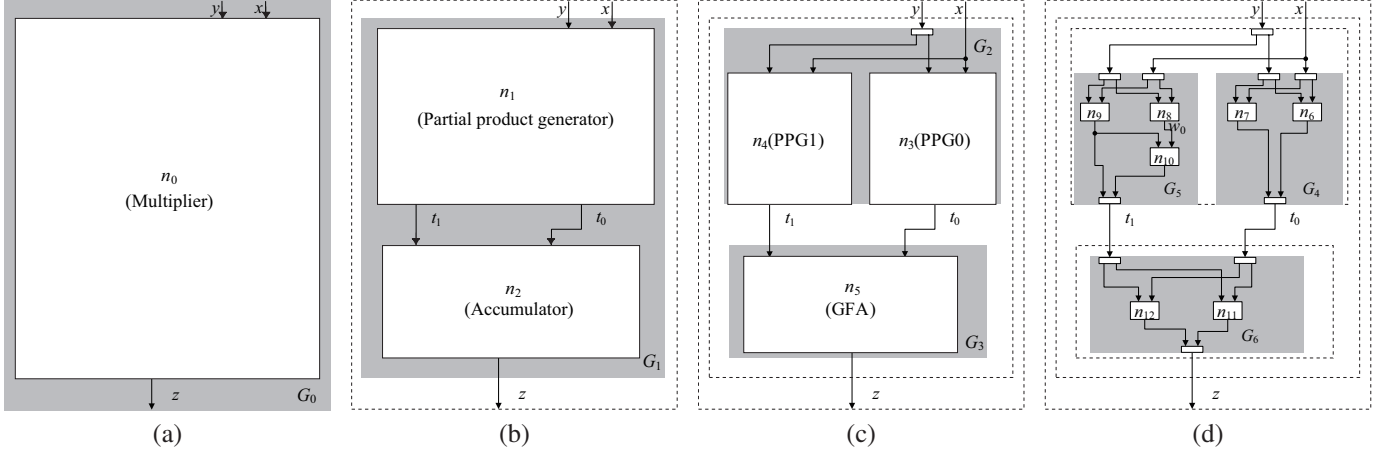 y x
n0
(Multiplier)
z
G0
(a)
y x
n1
(Partial product generator)
t1 t0
n2
(Accumulator)
G1
z
(b)
y x
G2
n4(PPG1) n3(PPG0)
t1 t0
n5
(GFA)
G3
z
(c)
y x
n9 n8 n7 n6
w0
n10
G5 G4
t1 t0
n12 n11
G6
z
(d)